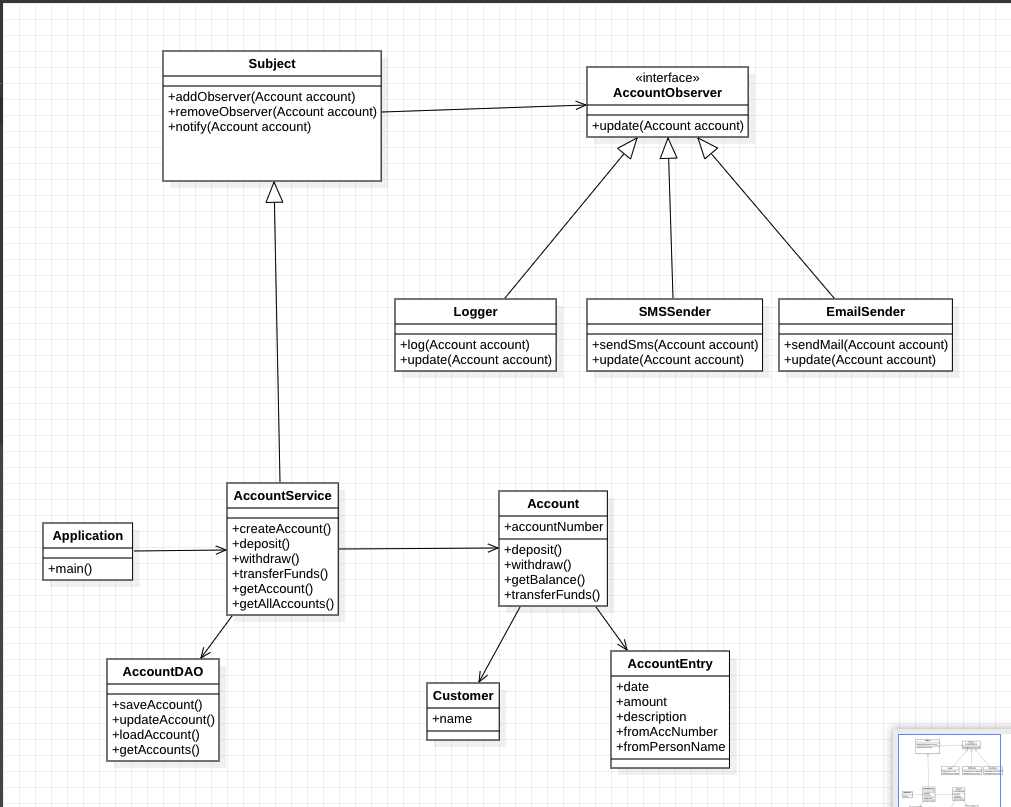 Subject
+addObserver(Account account)
+removeObserver(Account account)
+notify(Account account)
«interface»
AccountObserver
+update(Account account)
Logger
+log(Account account)
+update(Account account)
SMSSender
+sendSms(Account account)
+update(Account account)
EmailSender
+sendMail(Account account)
+update(Account account)
Application
+main()
AccountService
+createAccount()
+deposit()
+withdraw()
+transferFunds()
+getAccount()
+getAllAccounts()
Account
+accountNumber
+deposit()
+withdraw()
+getBalance()
+transferFunds()
AccountDAO
+saveAccount()
+updateAccount()
+loadAccount()
+getAccounts()
Customer
+name
AccountEntry
+date
+amount
+description
+fromAccNumber
+fromPersonName